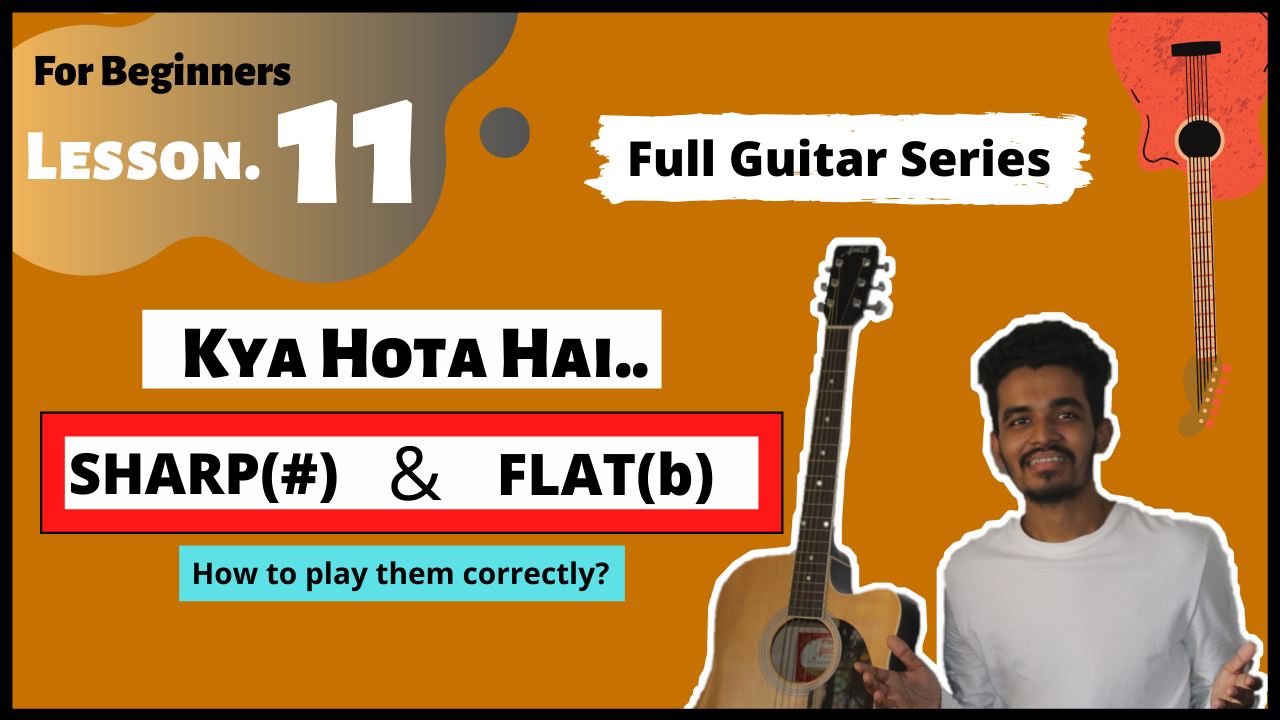 For Beginners
LESSON. 11
Full Guitar Series
KYA HOTA HAI..
SHARP(#) & FLAT(b)
How to play them correctly?